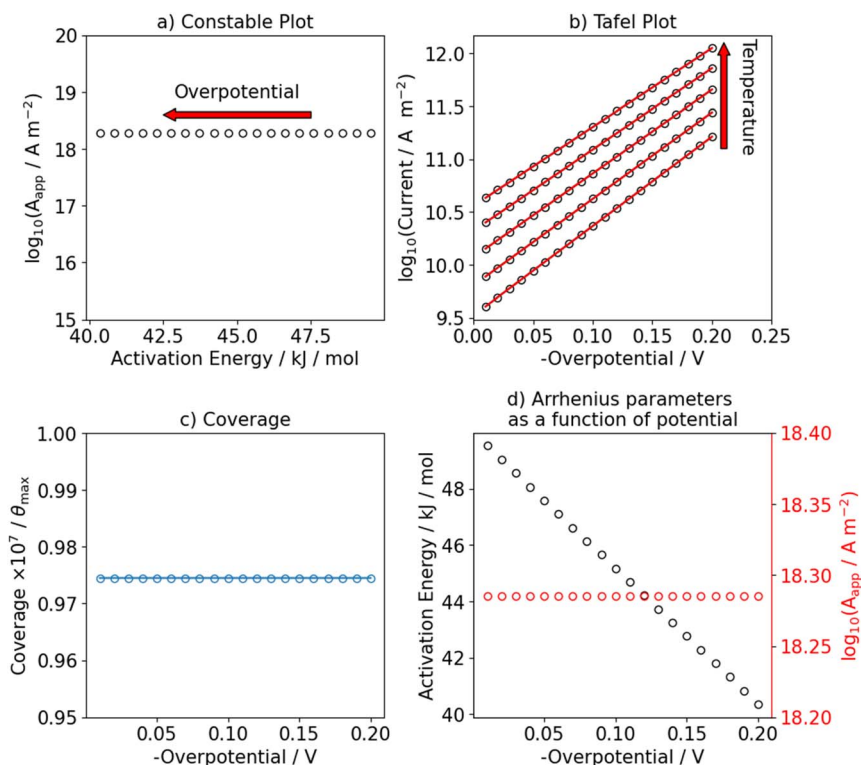 a) Constable Plot
20
19
18
17
16
15
40.0 42.5 45.0 47.5
log₁₀(A_app / A m⁻²)
Activation Energy / kJ / mol
Overpotential
b) Tafel Plot
12.0
11.5
11.0
10.5
10.0
9.5
0.00 0.05 0.10 0.15 0.20 0.25
log₁₀(Current / A m⁻²)
-Overpotential / V
Temperature
c) Coverage
1.00
0.99
0.98
0.97
0.96
0.95
0.05 0.10 0.15 0.20
Coverage ×10⁷ / θ_max
-Overpotential / V
d) Arrhenius parameters
as a function of potential
48
46
44
42
40
0.05 0.10 0.15 0.20
Activation Energy / kJ / mol
-Overpotential / V
18.40
18.35
18.30
18.25
18.20
log₁₀(A_app / A m⁻²)